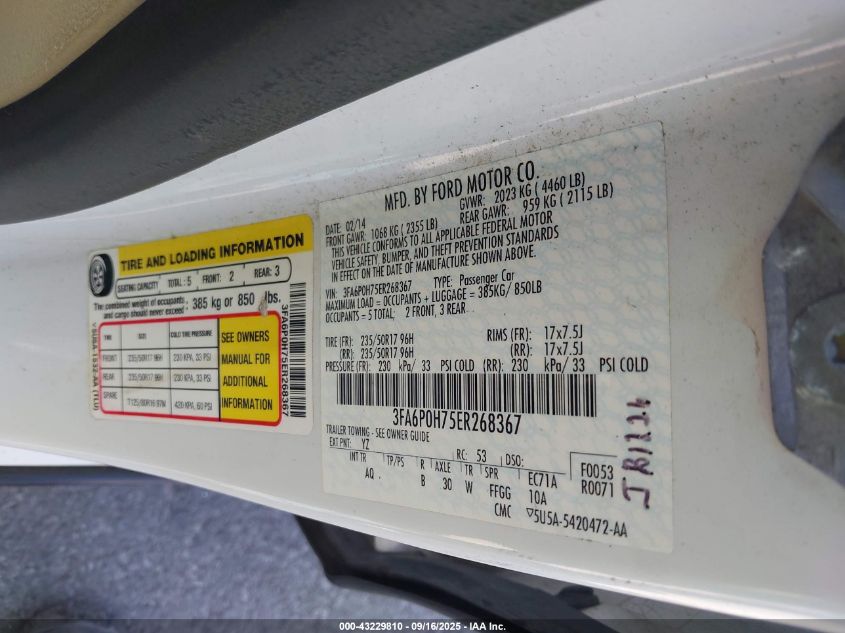 TIRE AND LOADING INFORMATION
SEATING CAPACITY TOTAL: 5 FRONT: 2 REAR: 3
The combined weight of occupants and cargo should never exceed 385 kg or 850 lbs.
TIRE SIZE COLD TIRE PRESSURE
FRONT 235/50R17 96H 230 KPA, 33 PSI
REAR 235/50R17 96H 230 KPA, 33 PSI
SPARE T125/80R16 97M 420 KPA, 60 PSI
SEE OWNERS
MANUAL FOR
ADDITIONAL
INFORMATION
3FA6P0H75ER268367
MFD. BY FORD MOTOR CO.
DATE: 02/14 GVWR: 2023 KG ( 4460 LB)
FRONT GAWR: 1068 KG ( 2355 LB) REAR GAWR: 959 KG ( 2115 LB)
THIS VEHICLE CONFORMS TO ALL APPLICABLE FEDERAL MOTOR
VEHICLE SAFETY, BUMPER, AND THEFT PREVENTION STANDARDS
IN EFFECT ON THE DATE OF MANUFACTURE SHOWN ABOVE.
VIN: 3FA6P0H75ER268367 TYPE: Passenger Car
MAXIMUM LOAD = OCCUPANTS + LUGGAGE = 385KG/ 850LB
OCCUPANTS = 5 TOTAL: 2 FRONT, 3 REAR
TIRE (FR): 235/50R17 96H RIMS (FR): 17x7.5J
(RR): 235/50R17 96H (RR): 17x7.5J
PRESSURE (FR): 230 kPa/ 33 PSI COLD (RR): 230 kPa/ 33 PSI COLD
3FA6P0H75ER268367
TRAILER TOWING - SEE OWNER GUIDE
EXT PNT: YZ RC: 53 DSO:
F0053
R0071
INT TR TP/PS R AXLE TR SPR EC71A
AQ B 30 W FFGG 10A
CMC ▽5U5A-5420472-AA
000-43229810 - 09/16/2025 - IAAI.COM